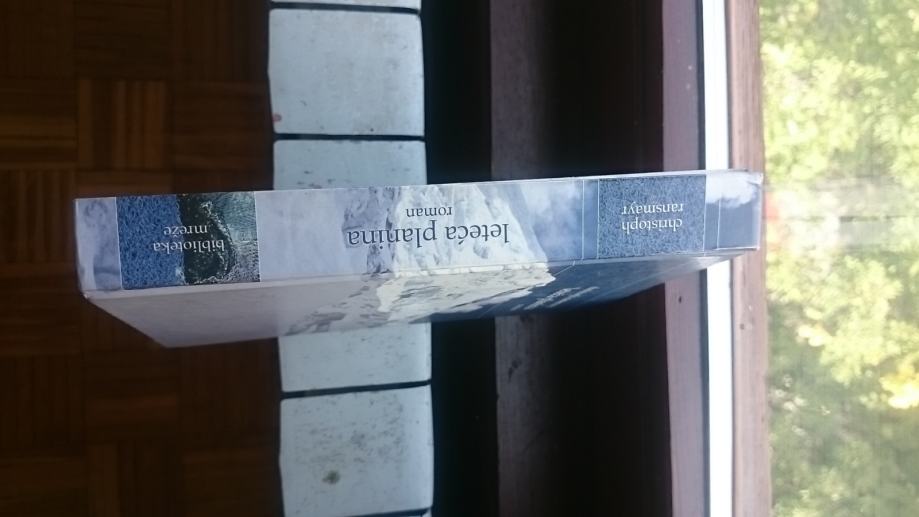 christoph
ransmayr
leteća planina
roman
biblioteka
mreže